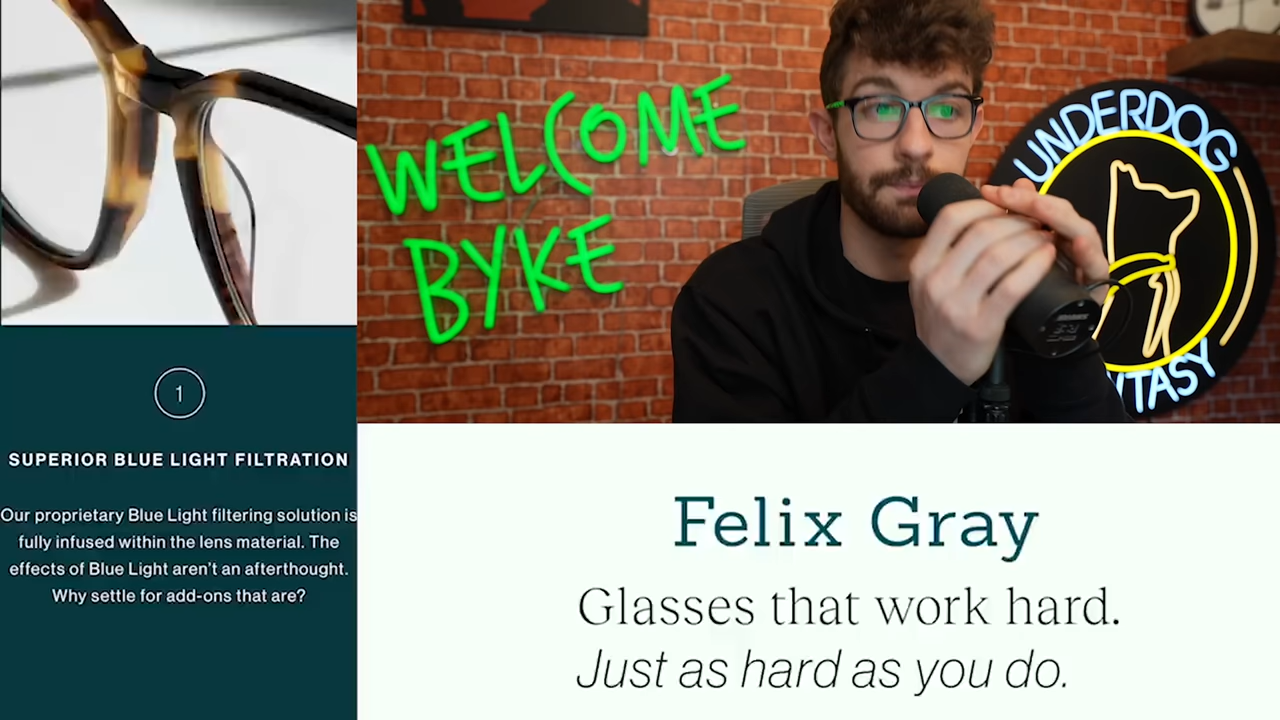 WELCOME
BYKE
UNDERDOG
1
SUPERIOR BLUE LIGHT FILTRATION
Our proprietary Blue Light filtering solution is
fully infused within the lens material. The
effects of Blue Light aren't an afterthought.
Why settle for add-ons that are?
Felix Gray
Glasses that work hard.
Just as hard as you do.